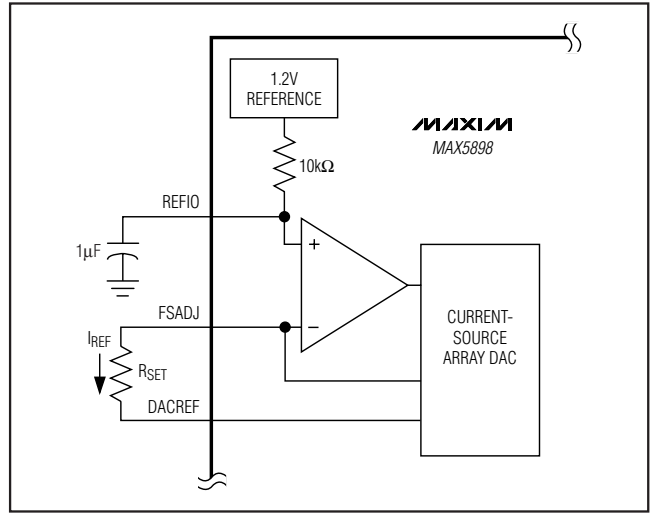 1.2V
REFERENCE
MAXIM
MAX5898
10kΩ
REFIO
1μF
+
FSADJ
−
IREF
RSET
DACREF
CURRENT-
SOURCE
ARRAY DAC